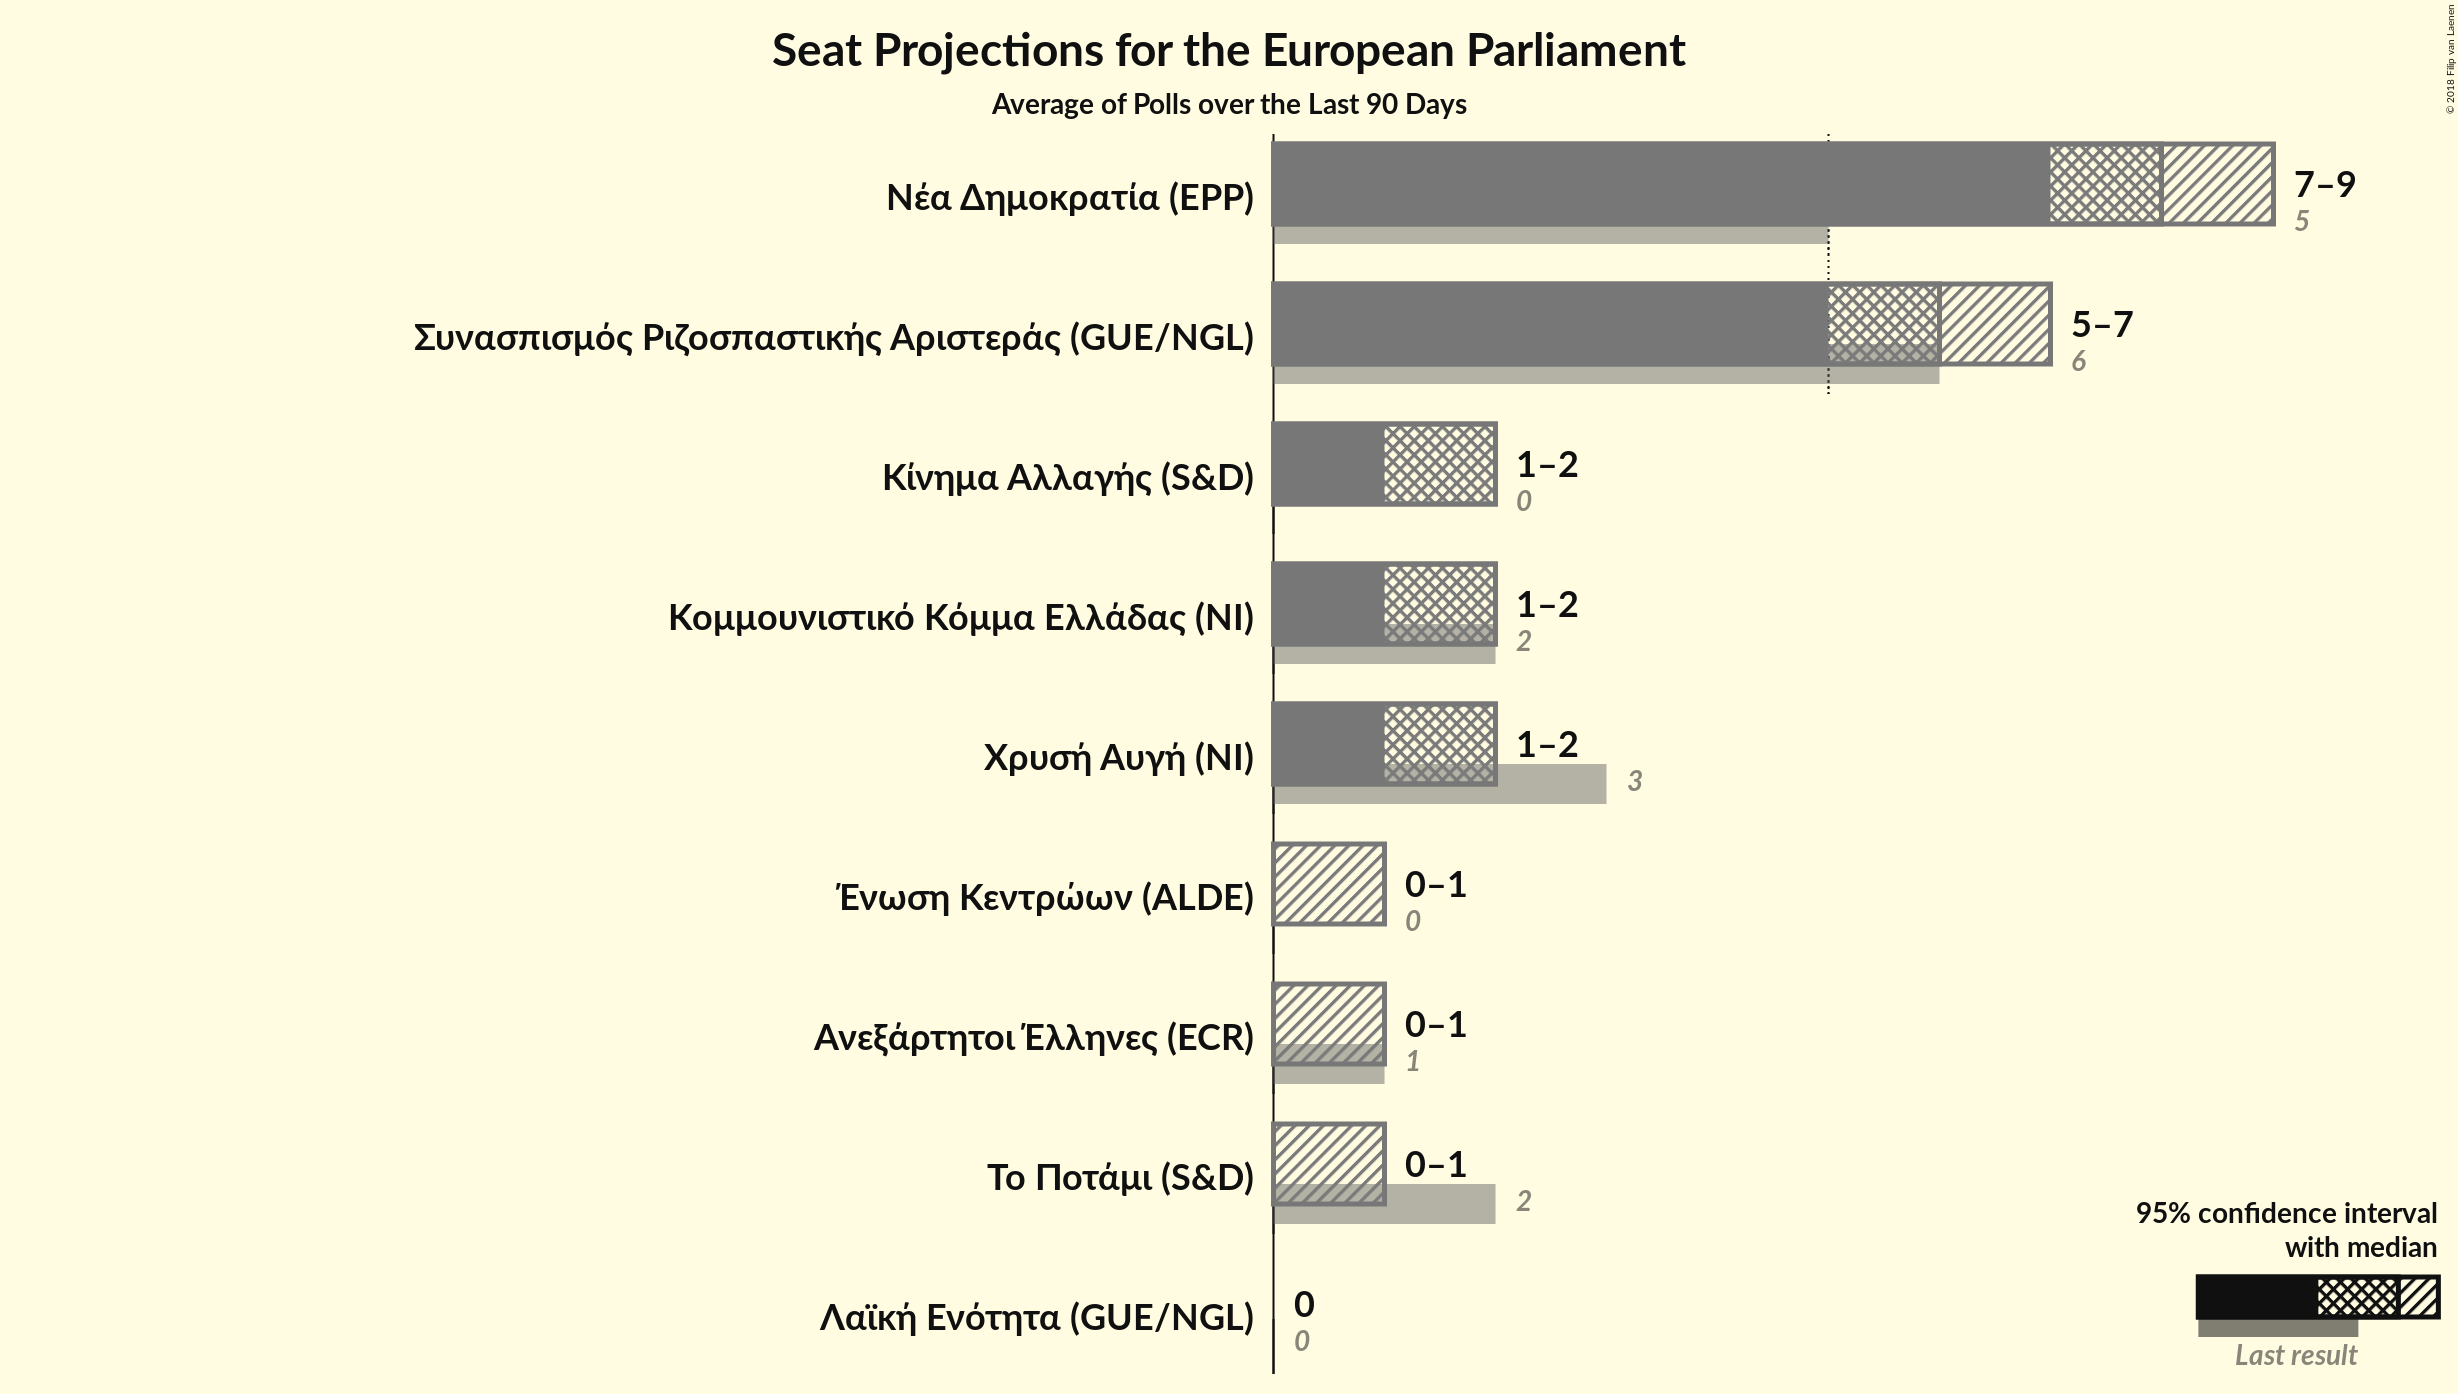 Seat Projections for the European Parliament
Average of Polls over the Last 90 Days
© 2018 Filip van Laenen
Νέα Δημοκρατία (EPP)
7–9
5
Συνασπισμός Ριζοσπαστικής Αριστεράς (GUE/NGL)
5–7
6
Κίνημα Αλλαγής (S&D)
1–2
0
Κομμουνιστικό Κόμμα Ελλάδας (NI)
1–2
2
Χρυσή Αυγή (NI)
1–2
3
Ένωση Κεντρώων (ALDE)
0–1
0
Ανεξάρτητοι Έλληνες (ECR)
0–1
1
Το Ποτάμι (S&D)
0–1
2
Λαϊκή Ενότητα (GUE/NGL)
0
0
95% confidence interval
with median
Last result